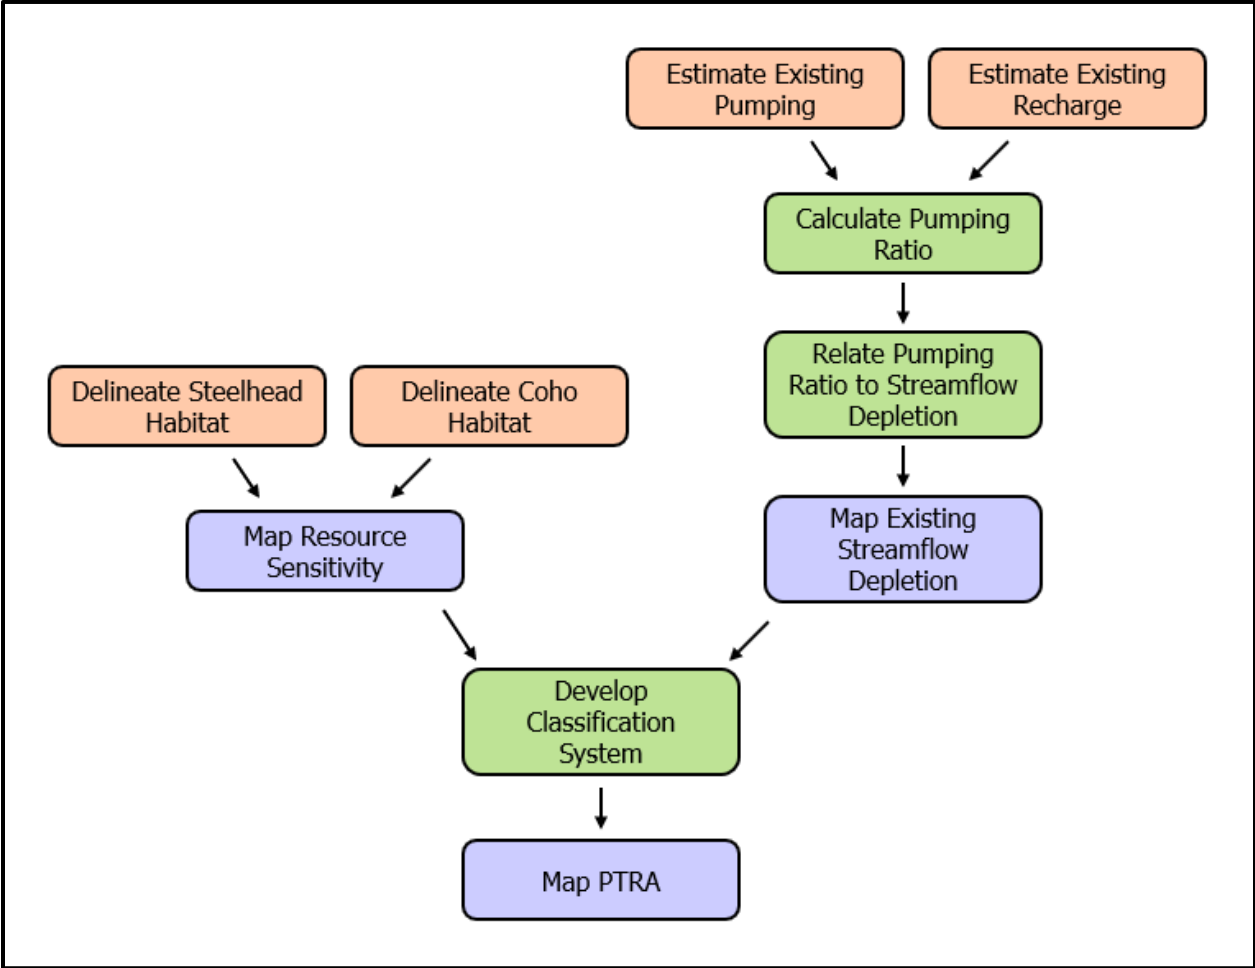 Estimate Existing
Pumping
Estimate Existing
Recharge
Calculate Pumping
Ratio
Relate Pumping
Ratio to Streamflow
Depletion
Delineate Steelhead
Habitat
Delineate Coho
Habitat
Map Resource
Sensitivity
Map Existing
Streamflow
Depletion
Develop
Classification
System
Map PTRA